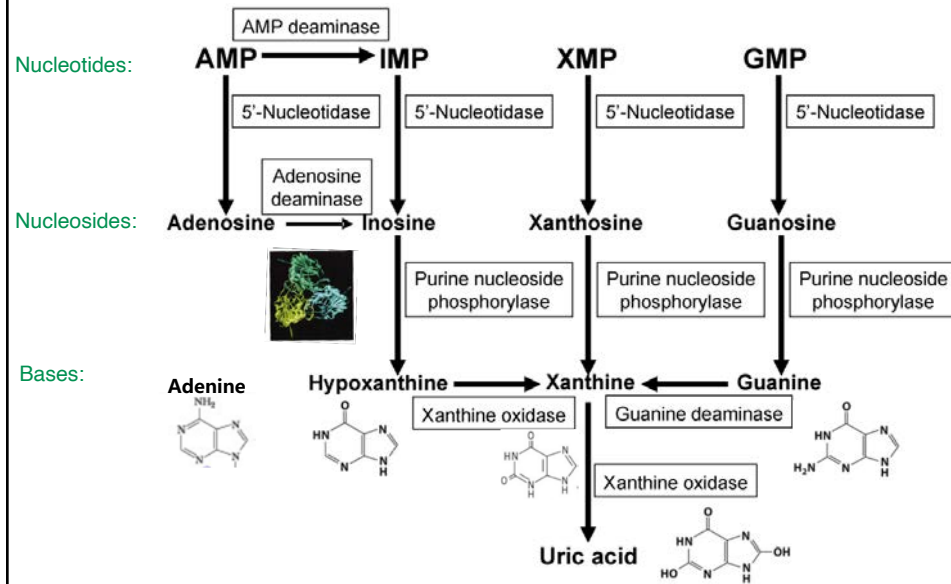 AMP deaminase
Nucleotides: AMP IMP XMP GMP
5'-Nucleotidase 5'-Nucleotidase 5'-Nucleotidase 5'-Nucleotidase
Adenosine
deaminase
Nucleosides: Adenosine Inosine Xanthosine Guanosine
Purine nucleoside Purine nucleoside Purine nucleoside
phosphorylase phosphorylase phosphorylase
Bases: Adenine Hypoxanthine Xanthine Guanine
Xanthine oxidase Guanine deaminase
NH₂
N N N N
O
HN N N N
H
O
HN N O N N
H H
O
HN N H₂N N N
H
Xanthine oxidase
Uric acid
O
HN N OH HO N N
H